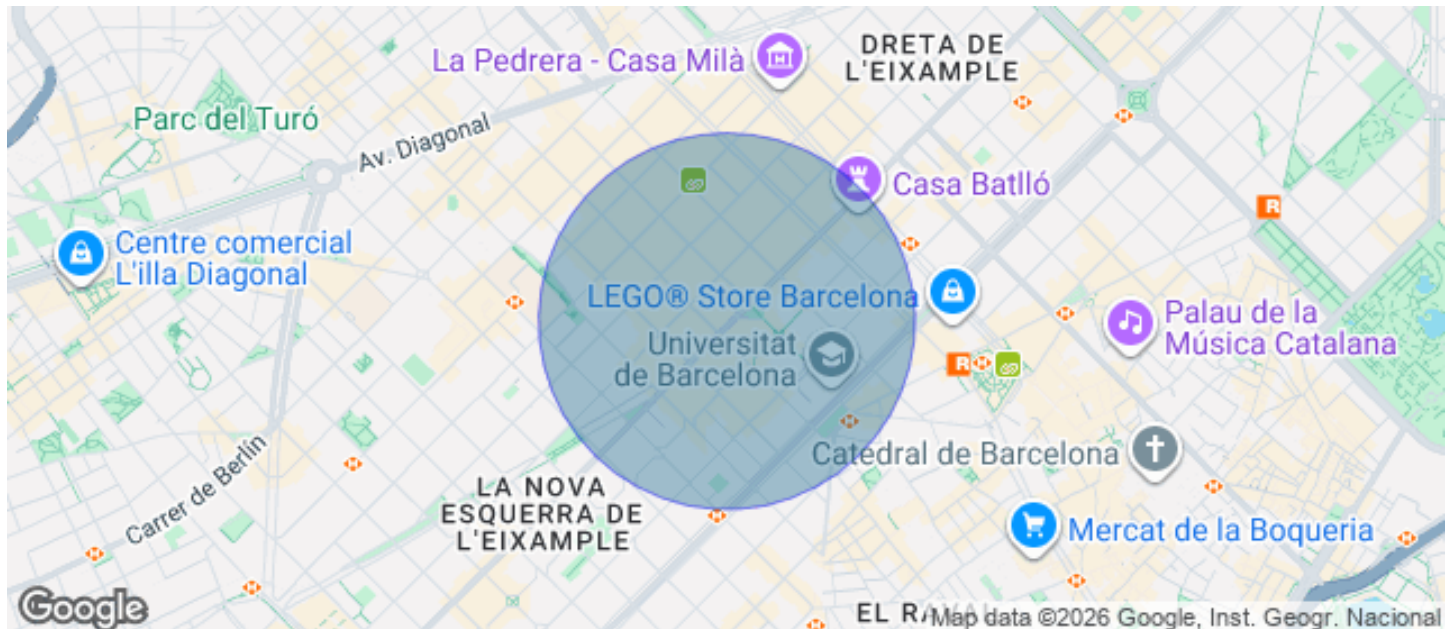 DRETA DE
L'EIXAMPLE
La Pedrera - Casa Milà
Parc del Turó
Av. Diagonal
Casa Batlló
R
Centre comercial
L'illa Diagonal
LEGO® Store Barcelona
Palau de la
Música Catalana
Universitat
de Barcelona
R
Catedral de Barcelona
Carrer de Berlín
LA NOVA
ESQUERRA DE
L'EIXAMPLE
Mercat de la Boqueria
Google
EL RA
Map data ©2026 Google, Inst. Geogr. Nacional